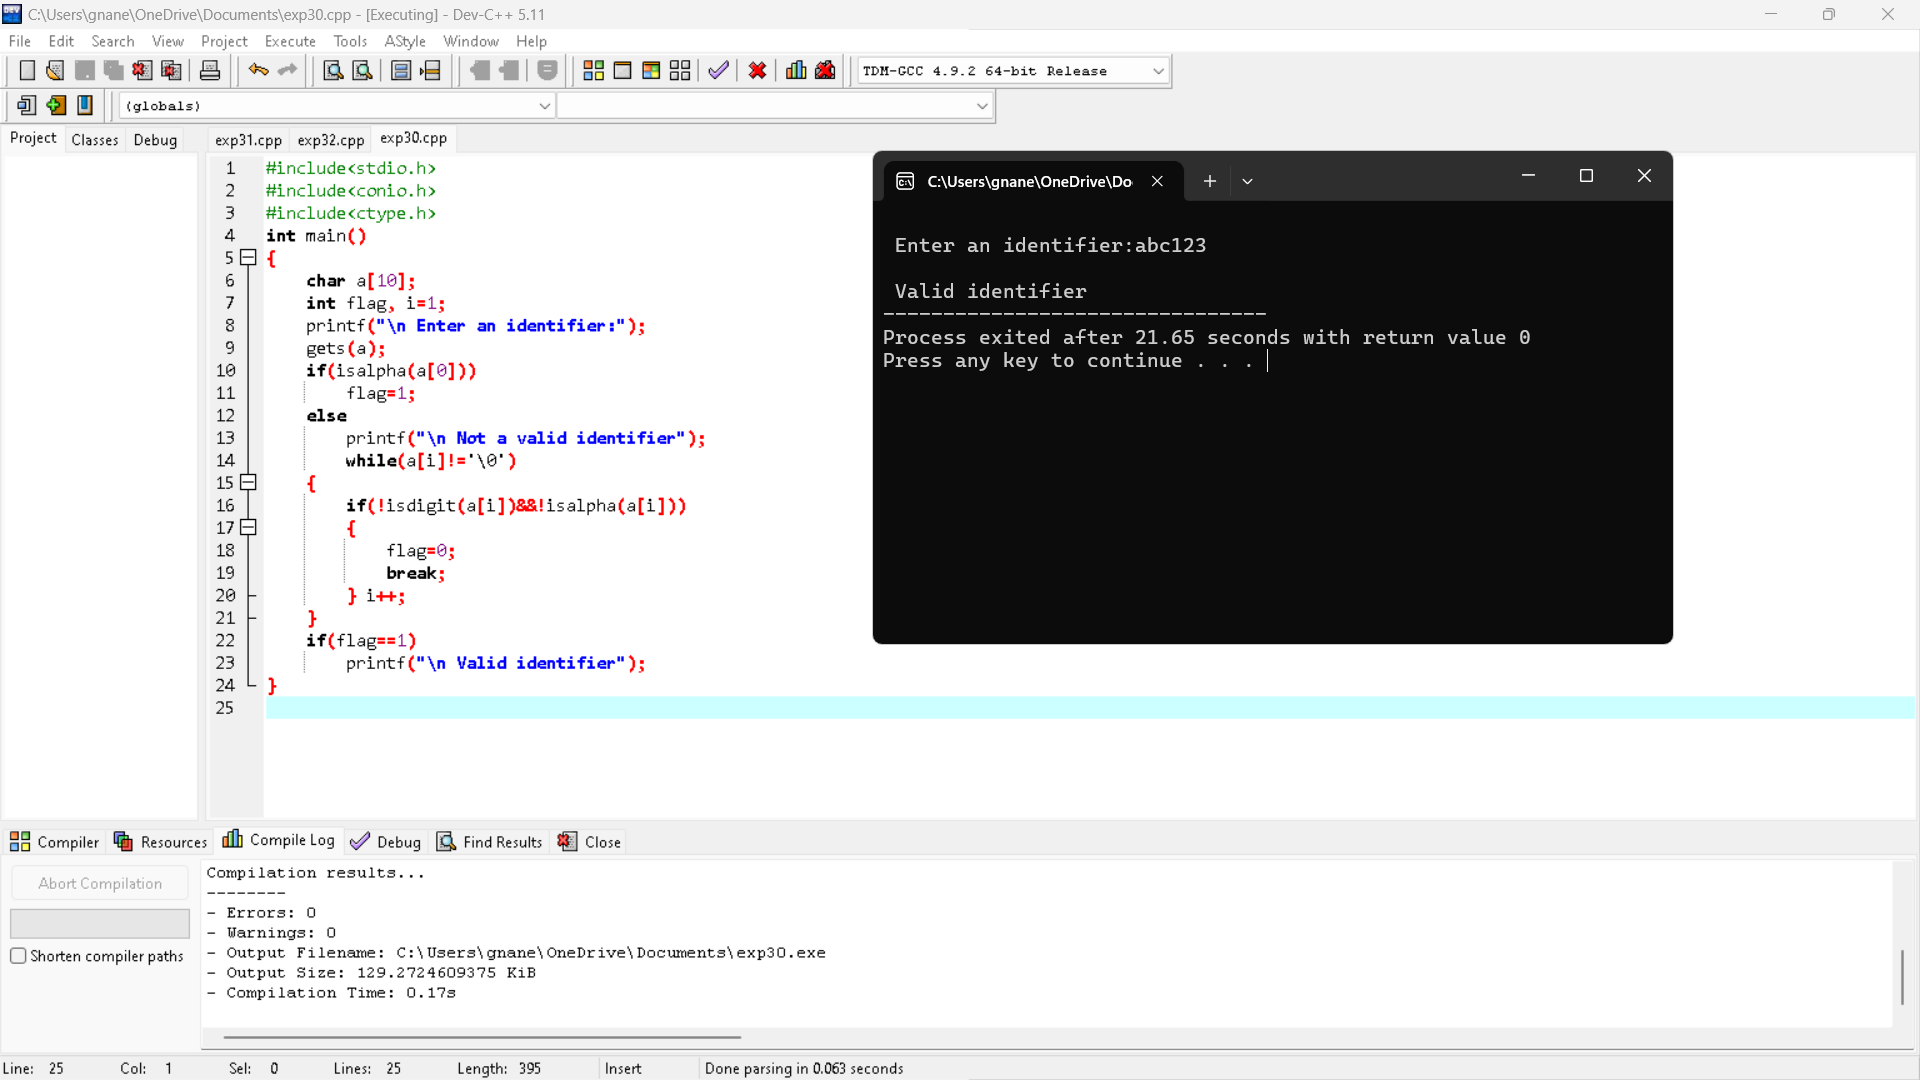 C:\Users\gnane\OneDrive\Documents\exp30.cpp - [Executing] - Dev-C++ 5.11
File Edit Search View Project Execute Tools AStyle Window Help
TDM-GCC 4.9.2 64-bit Release
(globals)
Project Classes Debug
exp31.cpp exp32.cpp exp30.cpp
1 #include<stdio.h>
2 #include<conio.h>
3 #include<ctype.h>
4 int main()
5 {
6 char a[10];
7 int flag, i=1;
8 printf("\n Enter an identifier:");
9 gets(a);
10 if(isalpha(a[0]))
11 flag=1;
12 else
13 printf("\n Not a valid identifier");
14 while(a[i]!='\0')
15 {
16 if(!isdigit(a[i])&&!isalpha(a[i]))
17 {
18 flag=0;
19 break;
20 } i++;
21 }
22 if(flag==1)
23 printf("\n Valid identifier");
24 }
25
C:\Users\gnane\OneDrive\Do
Enter an identifier:abc123
Valid identifier
--------------------------------
Process exited after 21.65 seconds with return value 0
Press any key to continue . . .
Compiler Resources Compile Log Debug Find Results Close
Abort Compilation
Shorten compiler paths
Compilation results...
--------
- Errors: 0
- Warnings: 0
- Output Filename: C:\Users\gnane\OneDrive\Documents\exp30.exe
- Output Size: 129.2724609375 KiB
- Compilation Time: 0.17s
Line: 25 Col: 1 Sel: 0 Lines: 25 Length: 395 Insert Done parsing in 0.063 seconds